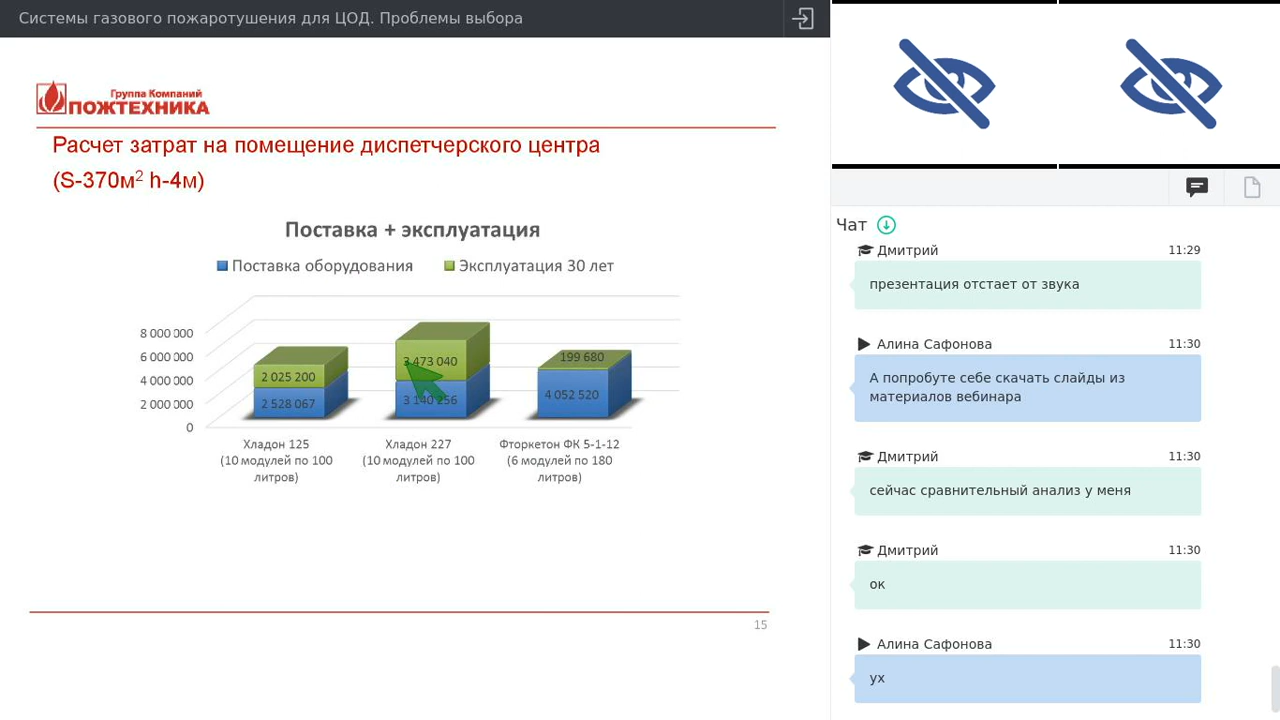 Системы газового пожаротушения для ЦОД. Проблемы выбора
Группа Компаний
ПОЖТЕХНИКА
Расчет затрат на помещение диспетчерского центра
(S-370м² h-4м)
Поставка + эксплуатация
Поставка оборудования
Эксплуатация 30 лет
8 000 000
6 000 000
4 000 000
2 000 000
0
2 025 200
2 528 067
3 473 040
3 140 256
199 680
4 052 520
Хладон 125
(10 модулей по 100
литров)
Хладон 227
(10 модулей по 100
литров)
Фторкетон ФК 5-1-12
(6 модулей по 180
литров)
15
Чат
Дмитрий 11:29
презентация отстает от звука
Алина Сафонова 11:30
А попробуте себе скачать слайды из
материалов вебинара
Дмитрий 11:30
сейчас сравнительный анализ у меня
Дмитрий 11:30
ок
Алина Сафонова 11:30
ух